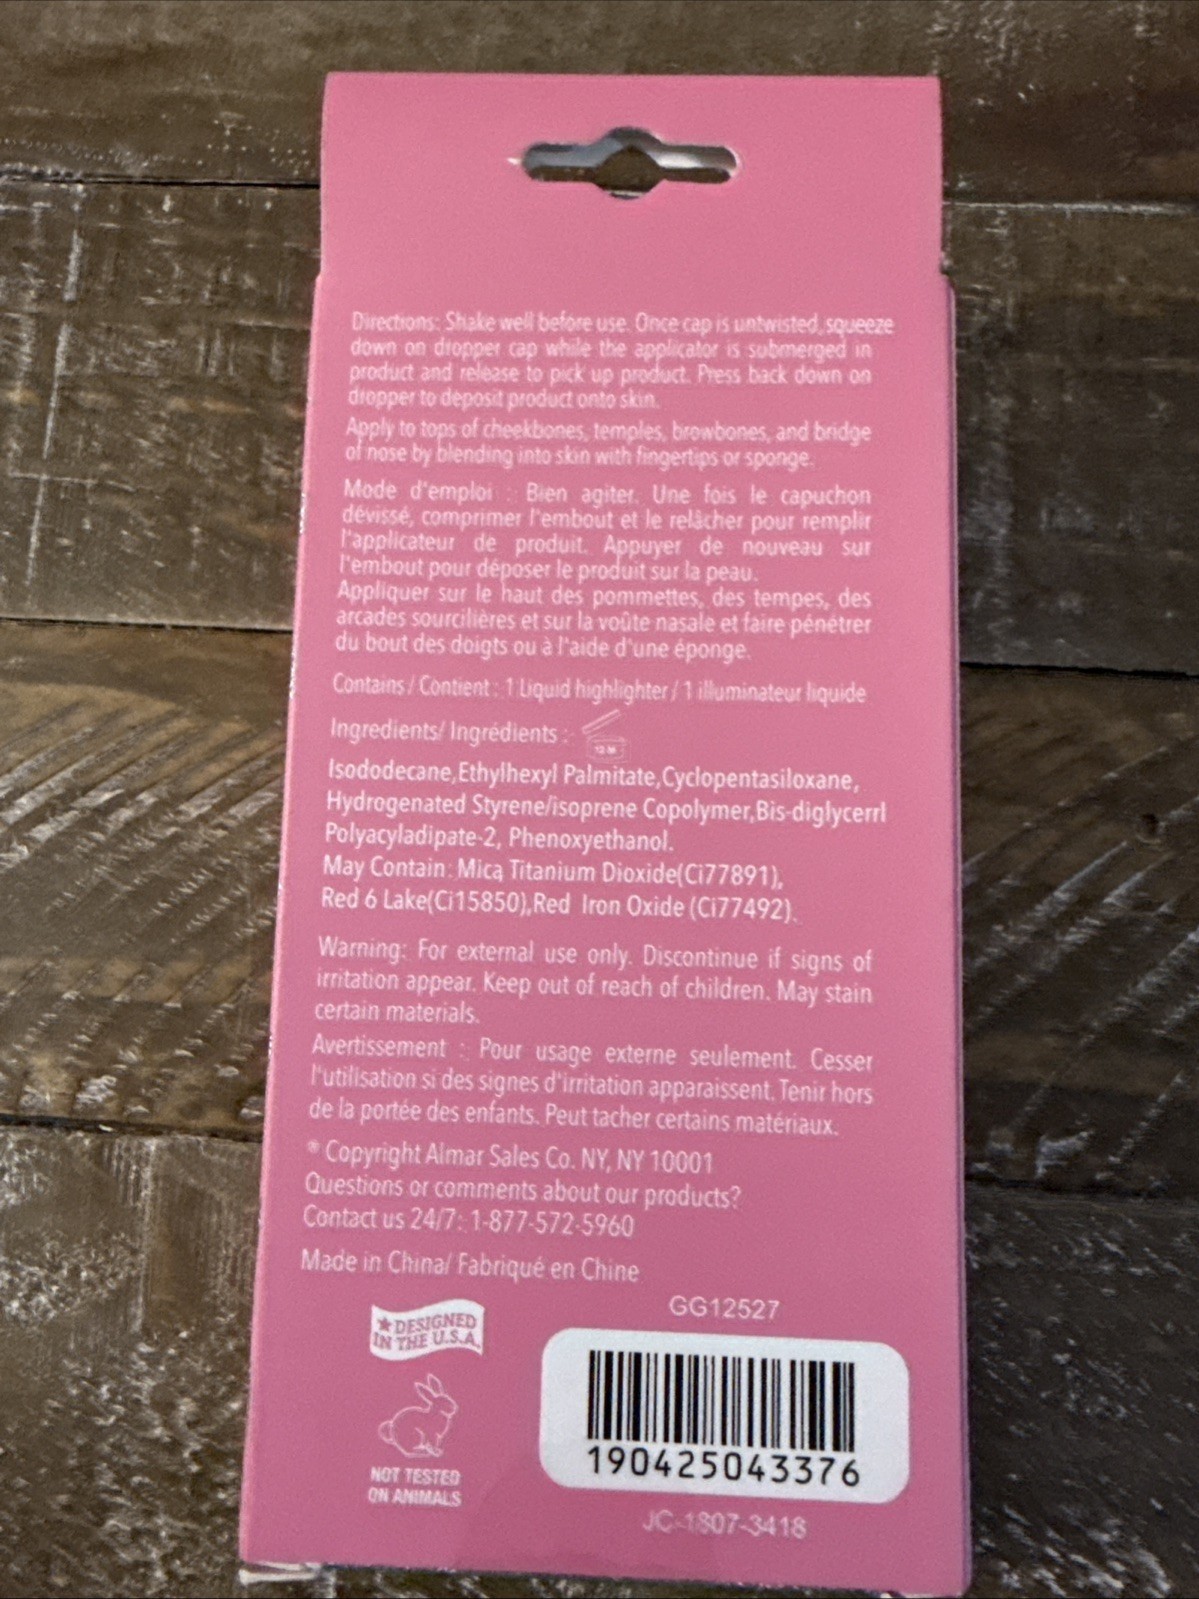 Directions: Shake well before use. Once cap is untwisted, squeeze
down on dropper cap while the applicator is submerged in
product and release to pick up product. Press back down on
dropper to deposit product onto skin.
Apply to tops of cheekbones, temples, browbones, and bridge
of nose by blending into skin with fingertips or sponge.
Mode d'emploi : Bien agiter. Une fois le capuchon
dévissé, comprimer l'embout et le relâcher pour remplir
l'applicateur de produit. Appuyer de nouveau sur
l'embout pour déposer le produit sur la peau.
Appliquer sur le haut des pommettes, des tempes, des
arcades sourcilières et sur la voûte nasale et faire pénétrer
du bout des doigts ou à l'aide d'une éponge.
Contains / Contient : 1 Liquid highlighter / 1 illuminateur liquide
Ingredients/ Ingrédients :
12 M
Isododecane,Ethylhexyl Palmitate,Cyclopentasiloxane,
Hydrogenated Styrene/isoprene Copolymer,Bis-diglycerrl
Polyacyladipate-2, Phenoxyethanol.
May Contain: Mica Titanium Dioxide(Ci77891),
Red 6 Lake(Ci15850),Red Iron Oxide (Ci77492).
Warning: For external use only. Discontinue if signs of
irritation appear. Keep out of reach of children. May stain
certain materials.
Avertissement : Pour usage externe seulement. Cesser
l'utilisation si des signes d'irritation apparaissent. Tenir hors
de la portée des enfants. Peut tacher certains matériaux.
® Copyright Almar Sales Co. NY, NY 10001
Questions or comments about our products?
Contact us 24/7: 1-877-572-5960
Made in China/ Fabriqué en Chine
GG12527
DESIGNED
IN THE U.S.A.
NOT TESTED
ON ANIMALS
190425043376
JC-1807-3418